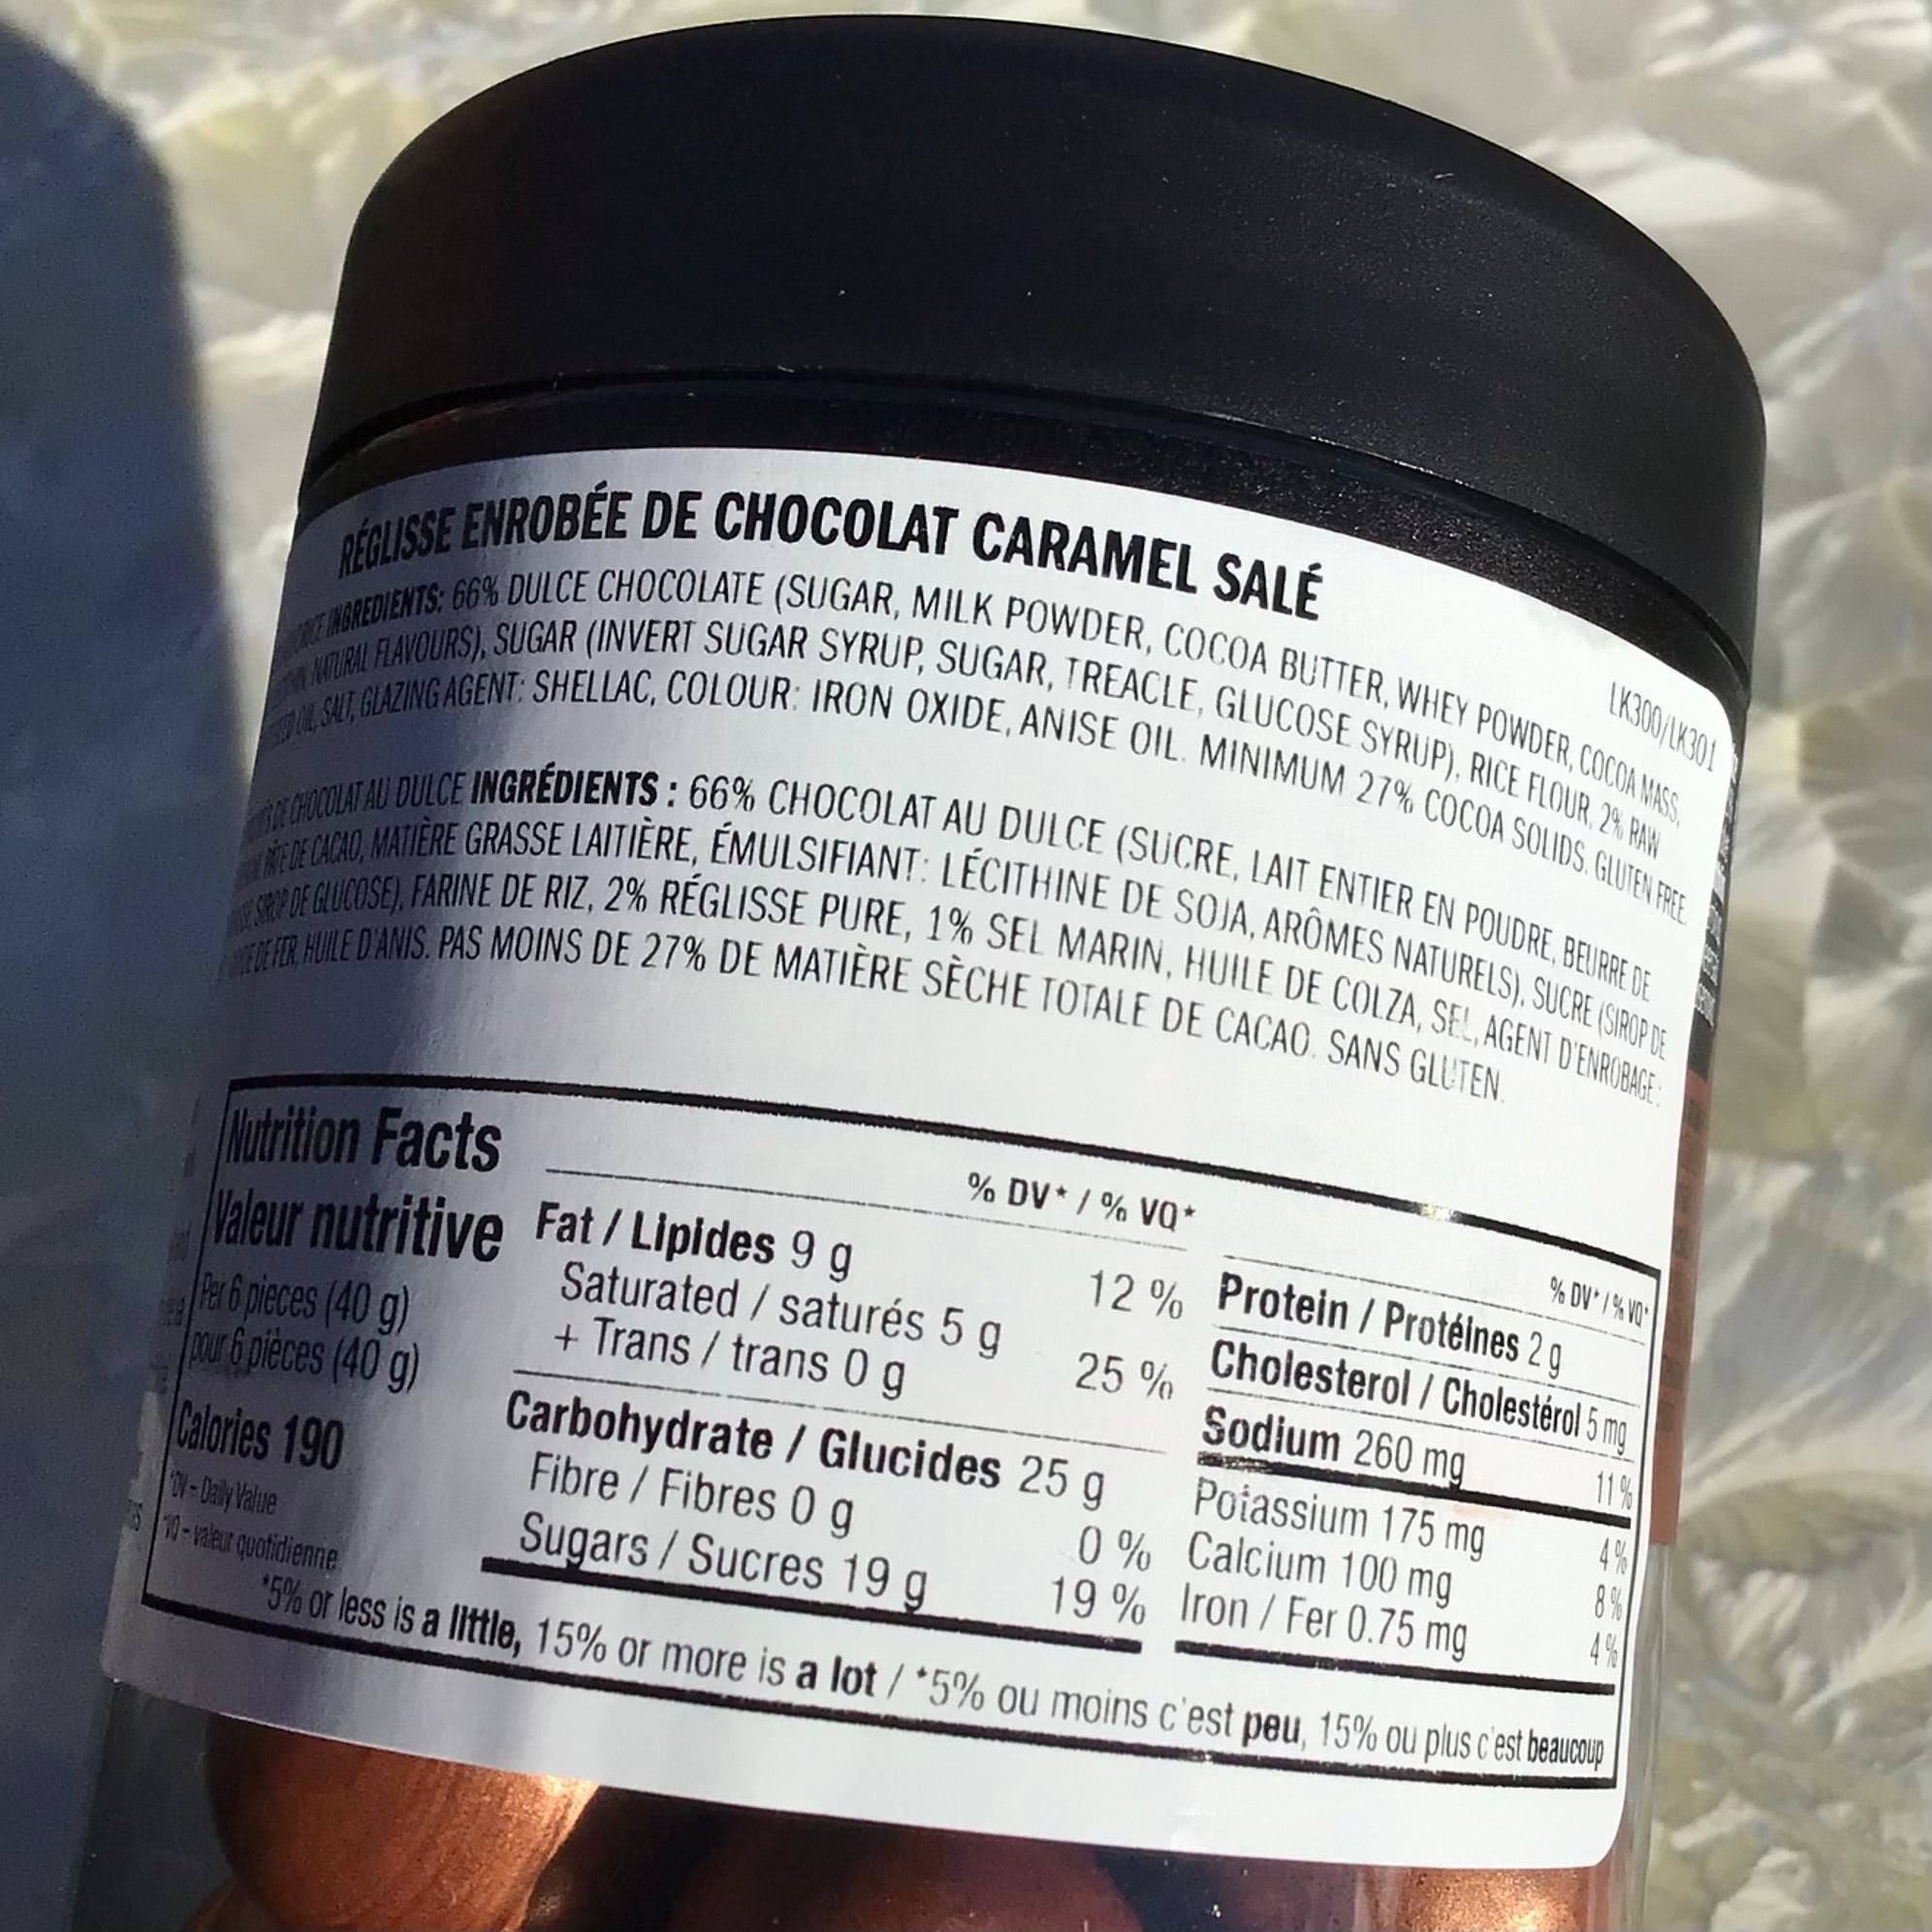 RÉGLISSE ENROBÉE DE CHOCOLAT CARAMEL SALÉ
LK300/LK301
INGREDIENTS: 66% DULCE CHOCOLATE (SUGAR, MILK POWDER, COCOA BUTTER, WHEY POWDER, COCOA MASS,
NATURAL FLAVOURS), SUGAR (INVERT SUGAR SYRUP, SUGAR, TREACLE, GLUCOSE SYRUP), RICE FLOUR, 2% RAW
OIL, SALT, GLAZING AGENT: SHELLAC, COLOUR: IRON OXIDE, ANISE OIL. MINIMUM 27% COCOA SOLIDS. GLUTEN FREE.
DE CHOCOLAT AU DULCE INGRÉDIENTS : 66% CHOCOLAT AU DULCE (SUCRE, LAIT ENTIER EN POUDRE, BEURRE DE
PÂTE DE CACAO, MATIÈRE GRASSE LAITIÈRE, ÉMULSIFIANT: LÉCITHINE DE SOJA, ARÔMES NATURELS), SUCRE (SIROP DE
SIROP DE GLUCOSE), FARINE DE RIZ, 2% RÉGLISSE PURE, 1% SEL MARIN, HUILE DE COLZA, SEL, AGENT D'ENROBAGE :
DE FER, HUILE D'ANIS. PAS MOINS DE 27% DE MATIÈRE SÈCHE TOTALE DE CACAO. SANS GLUTEN.
Nutrition Facts
Valeur nutritive
Per 6 pieces (40 g)
pour 6 pièces (40 g)
Calories 190
*DV = Daily Value
*VQ = valeur quotidienne
% DV* / % VQ*
Fat / Lipides 9 g 12 %
Saturated / saturés 5 g
+ Trans / trans 0 g 25 %
Carbohydrate / Glucides 25 g
Fibre / Fibres 0 g 0 %
Sugars / Sucres 19 g 19 %
% DV* / % VQ*
Protein / Protéines 2 g
Cholesterol / Cholestérol 5 mg
Sodium 260 mg 11 %
Potassium 175 mg 4 %
Calcium 100 mg 8 %
Iron / Fer 0.75 mg 4 %
*5% or less is a little, 15% or more is a lot / *5% ou moins c'est peu, 15% ou plus c'est beaucoup